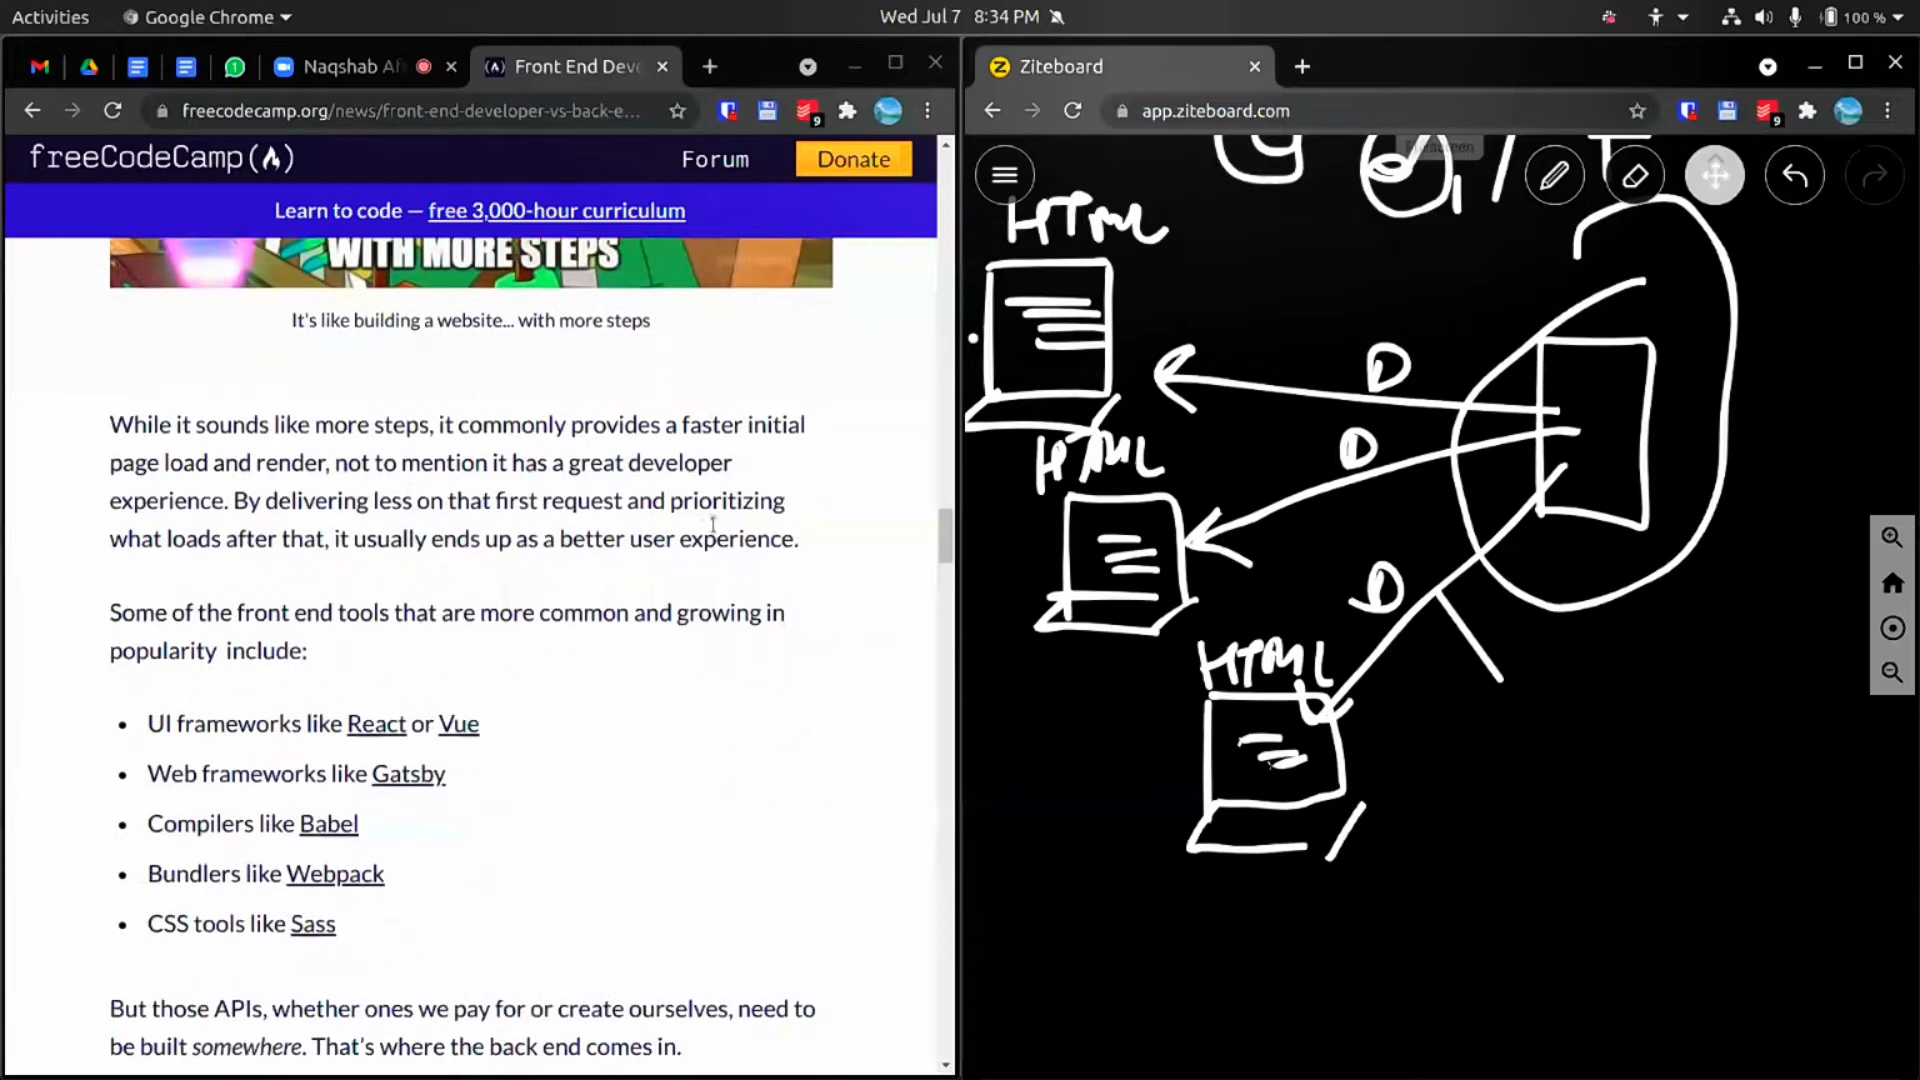 Activities
Google Chrome
Wed Jul 7 8:34 PM
100 %
Naqshab Af
Front End Deve
freecodecamp.org/news/front-end-developer-vs-back-e...
9
freeCodeCamp
Forum
Donate
Learn to code — free 3,000-hour curriculum
WITH MORE STEPS
It's like building a website... with more steps
While it sounds like more steps, it commonly provides a faster initial
page load and render, not to mention it has a great developer
experience. By delivering less on that first request and prioritizing
what loads after that, it usually ends up as a better user experience.
Some of the front end tools that are more common and growing in
popularity include:
• UI frameworks like React or Vue
• Web frameworks like Gatsby
• Compilers like Babel
• Bundlers like Webpack
• CSS tools like Sass
But those APIs, whether ones we pay for or create ourselves, need to
be built somewhere. That's where the back end comes in.
Ziteboard
app.ziteboard.com
9
Fullscreen
HTML
D
HTML
D
D
HTML